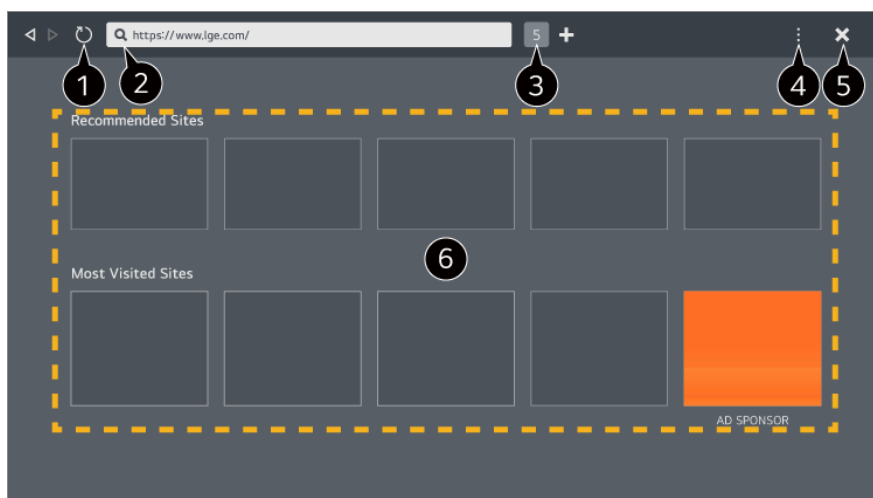 https://www.lge.com/ 5
1 2 3 4 5
Recommended Sites
6
Most Visited Sites
AD SPONSOR